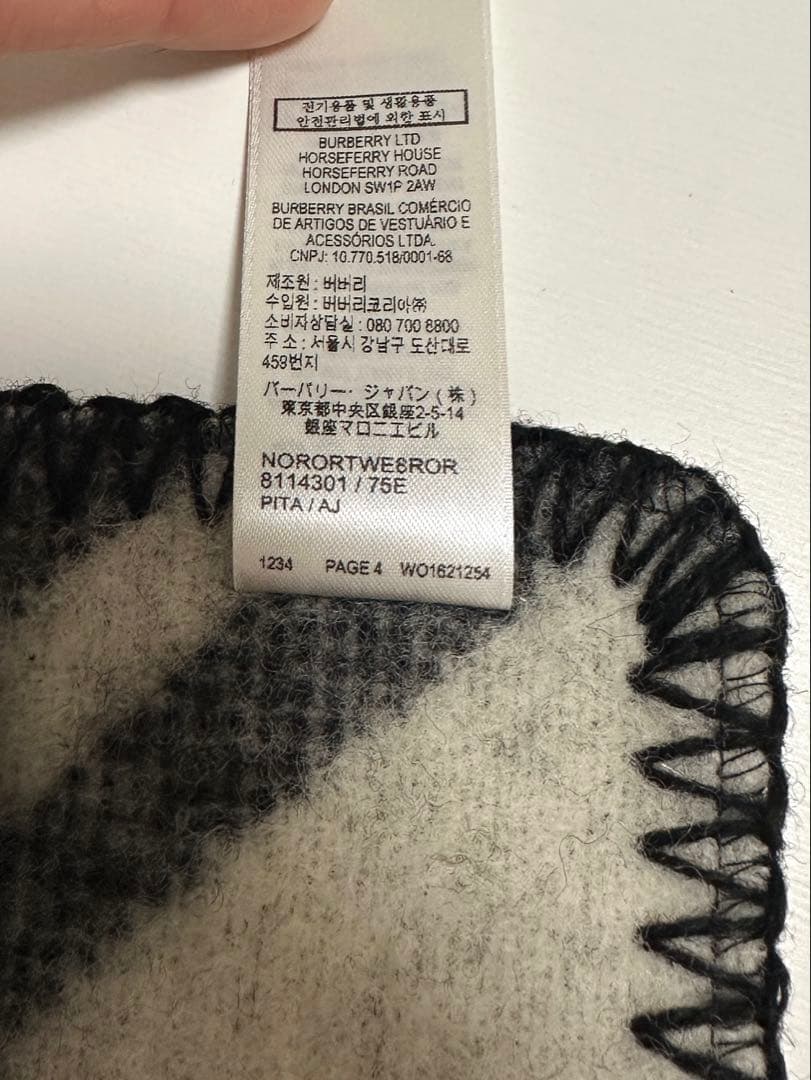 전기용품 및 생활용품
안전관리법에 의한 표시
BURBERRY LTD
HORSEFERRY HOUSE
HORSEFERRY ROAD
LONDON SW1P 2AW
BURBERRY BRASIL COMÉRCIO
DE ARTIGOS DE VESTUÁRIO E
ACESSÓRIOS LTDA.
CNPJ: 10.770.518/0001-68
제조원 : 버버리
수입원 : 버버리코리아㈜
소비자상담실 : 080 700 8800
주 소 : 서울시 강남구 도산대로
459번지
バーバリー・ジャパン(株)
東京都中央区銀座2-5-14
銀座マロニエビル
NORORTWE8ROR
8114301 / 75E
PITA / AJ
1234 PAGE 4 WO1621254